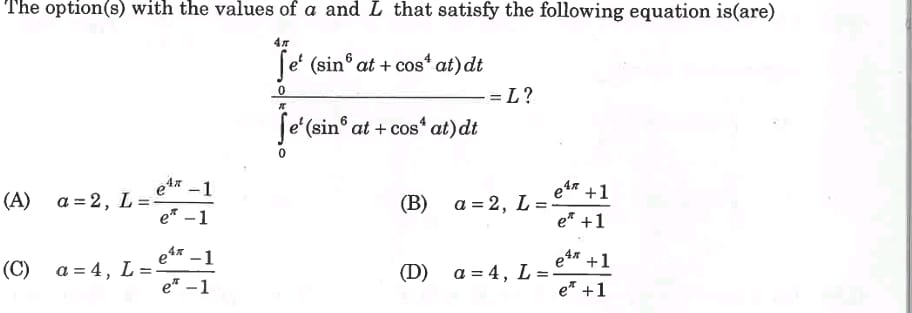 The option(s) with the values of a and L that satisfy the following equation is(are)
\frac{\int_0^{4\pi} e^t (\sin^6 at + \cos^4 at) dt}{\int_0^{\pi} e^t (\sin^6 at + \cos^4 at) dt} = L?
(A) a = 2, L = \frac{e^{4\pi} - 1}{e^{\pi} - 1} (B) a = 2, L = \frac{e^{4\pi} + 1}{e^{\pi} + 1}
(C) a = 4, L = \frac{e^{4\pi} - 1}{e^{\pi} - 1} (D) a = 4, L = \frac{e^{4\pi} + 1}{e^{\pi} + 1}